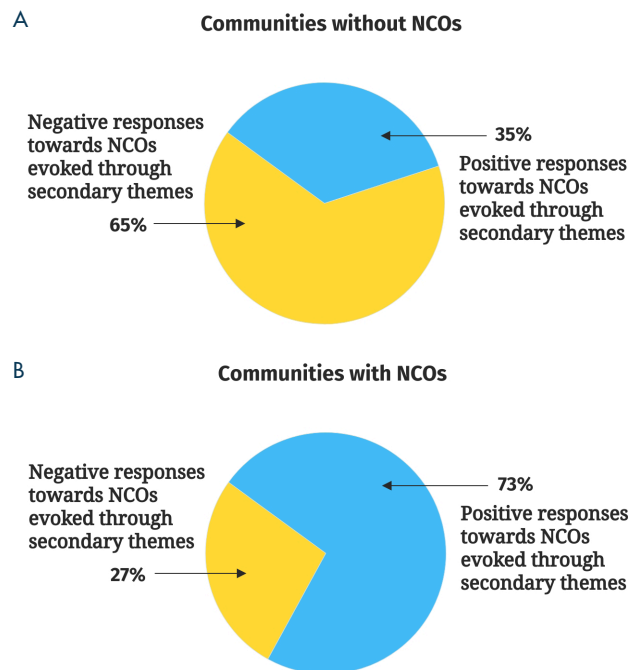 A
Communities without NCOs
Negative responses
towards NCOs
evoked through
secondary themes
65%
35%
Positive responses
towards NCOs
evoked through
secondary themes
B
Communities with NCOs
Negative responses
towards NCOs
evoked through
secondary themes
27%
73%
Positive responses
towards NCOs
evoked through
secondary themes